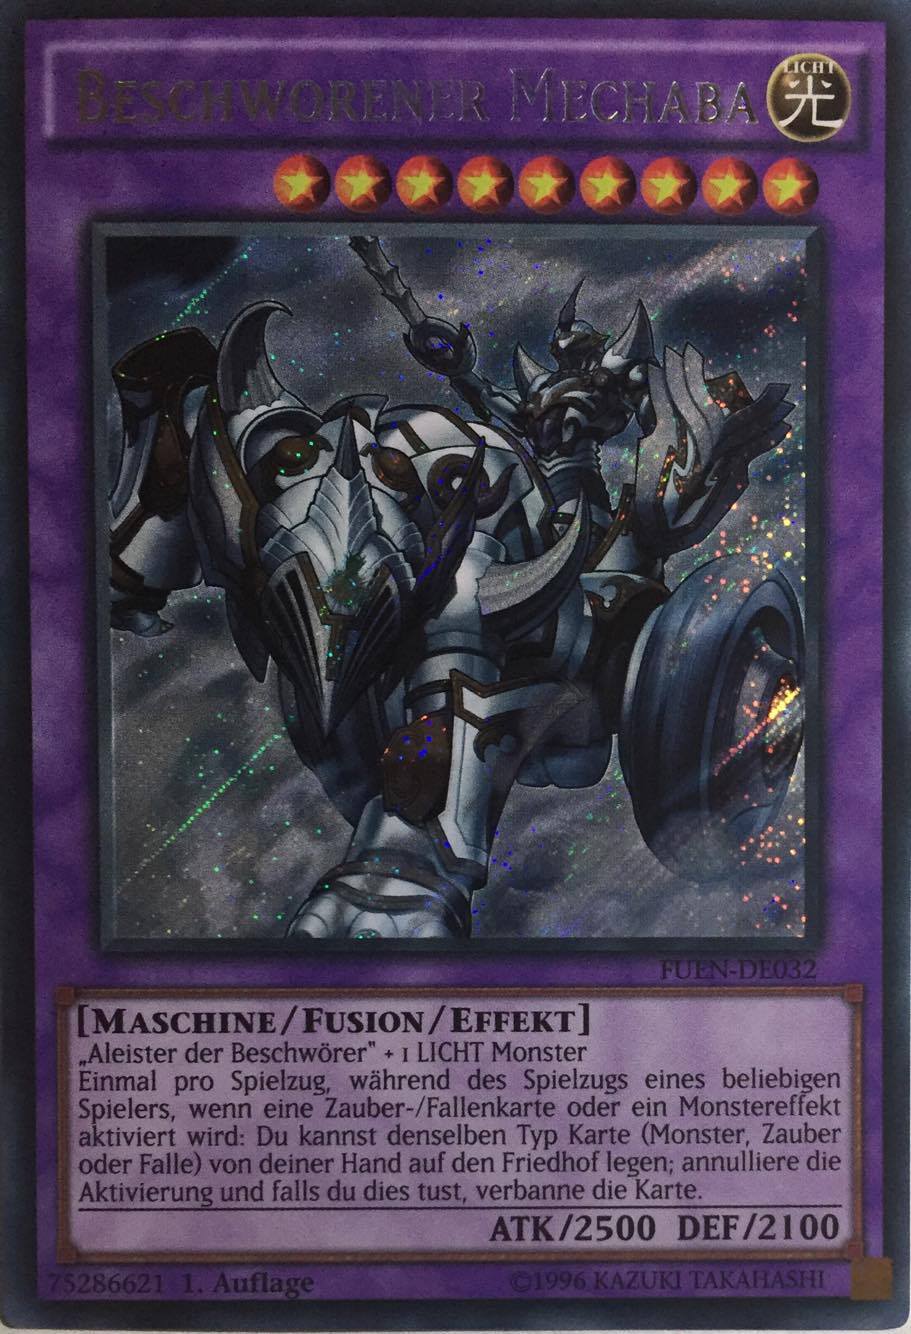 BESCHWORENER MECHABA
LICHT
光
FUEN-DE032
[MASCHINE/FUSION/EFFEKT]
„Aleister der Beschwörer" + 1 LICHT Monster
Einmal pro Spielzug, während des Spielzugs eines beliebigen
Spielers, wenn eine Zauber-/Fallenkarte oder ein Monstereffekt
aktiviert wird: Du kannst denselben Typ Karte (Monster, Zauber
oder Falle) von deiner Hand auf den Friedhof legen; annulliere die
Aktivierung und falls du dies tust, verbanne die Karte.
ATK/2500 DEF/2100
75286621 1. Auflage ©1996 KAZUKI TAKAHASHI